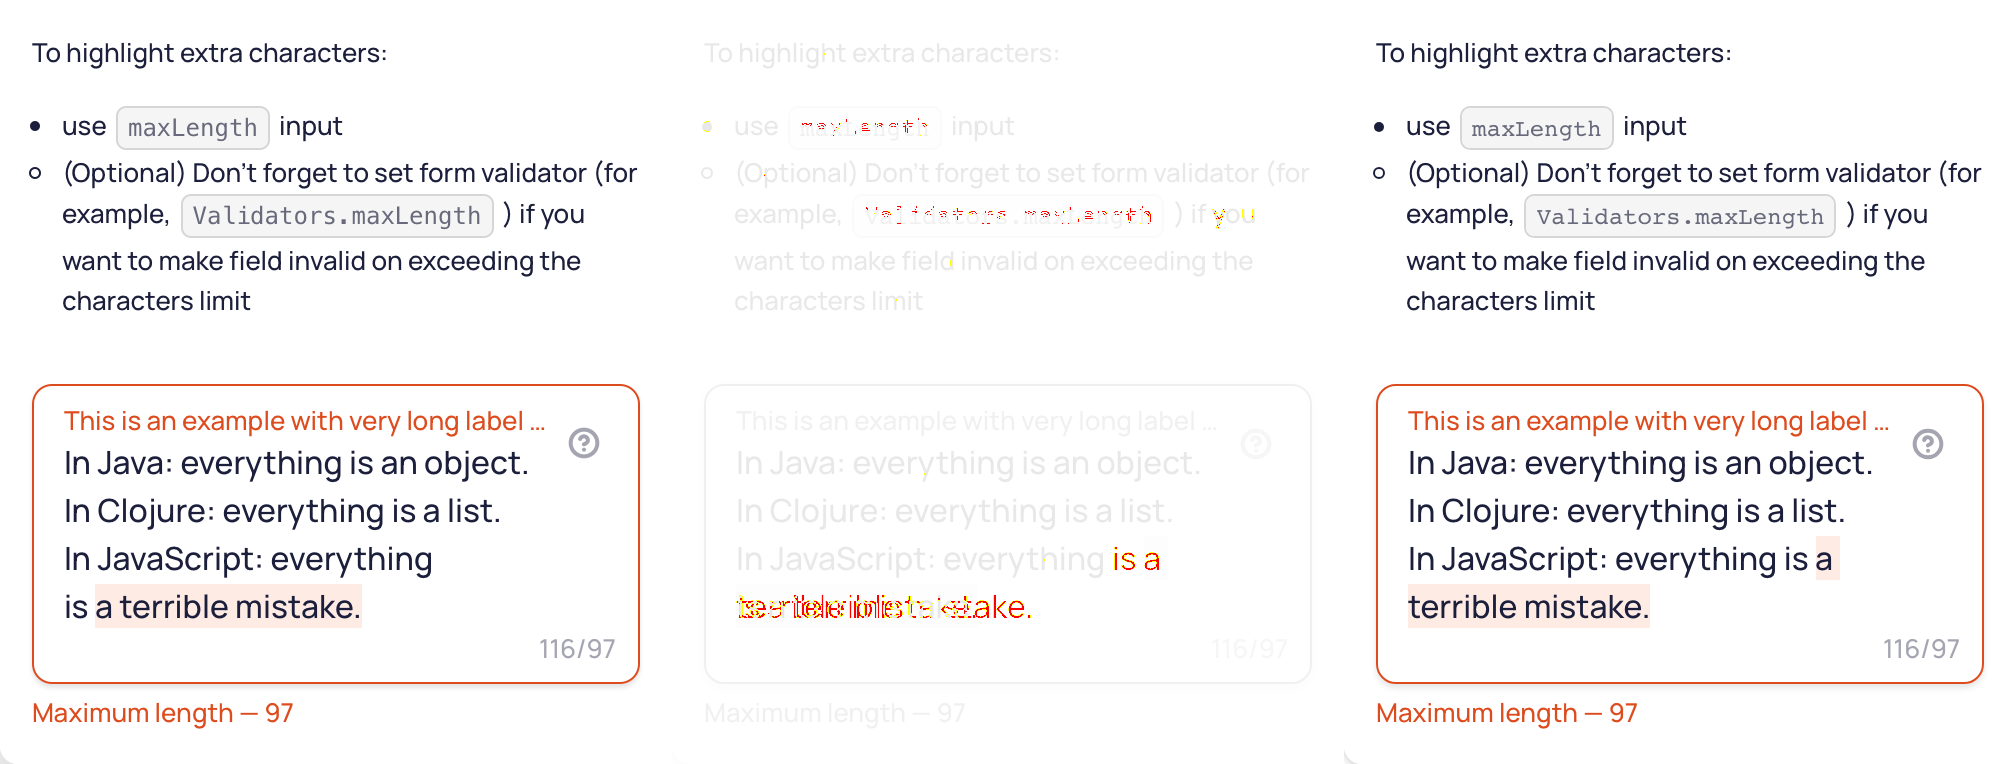 To highlight extra characters:
use maxLength input
(Optional) Don't forget to set form validator (for
example, Validators.maxLength ) if you
want to make field invalid on exceeding the
characters limit
This is an example with very long label ...
In Java: everything is an object.
In Clojure: everything is a list.
In JavaScript: everything
is a terrible mistake.
116/97
Maximum length — 97
To highlight extra characters:
use maxLength input
(Optional) Don't forget to set form validator (for
example, Validators.maxLength ) if you
want to make field invalid on exceeding the
characters limit
This is an example with very long label ...
In Java: everything is an object.
In Clojure: everything is a list.
In JavaScript: everything is a
116/97
Maximum length — 97
To highlight extra characters:
use maxLength input
(Optional) Don't forget to set form validator (for
example, Validators.maxLength ) if you
want to make field invalid on exceeding the
characters limit
This is an example with very long label ...
In Java: everything is an object.
In Clojure: everything is a list.
In JavaScript: everything is a
terrible mistake.
116/97
Maximum length — 97